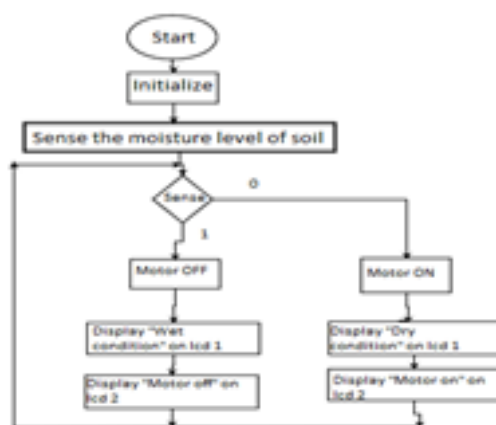 Start
Initialize
Sense the moisture level of soil
Sense
0
1
Motor OFF
Motor ON
Display "Wet
condition" on lcd 1
Display "Dry
condition" on lcd 1
Display "Motor off" on
lcd 2
Display "Motor on" on
lcd 2